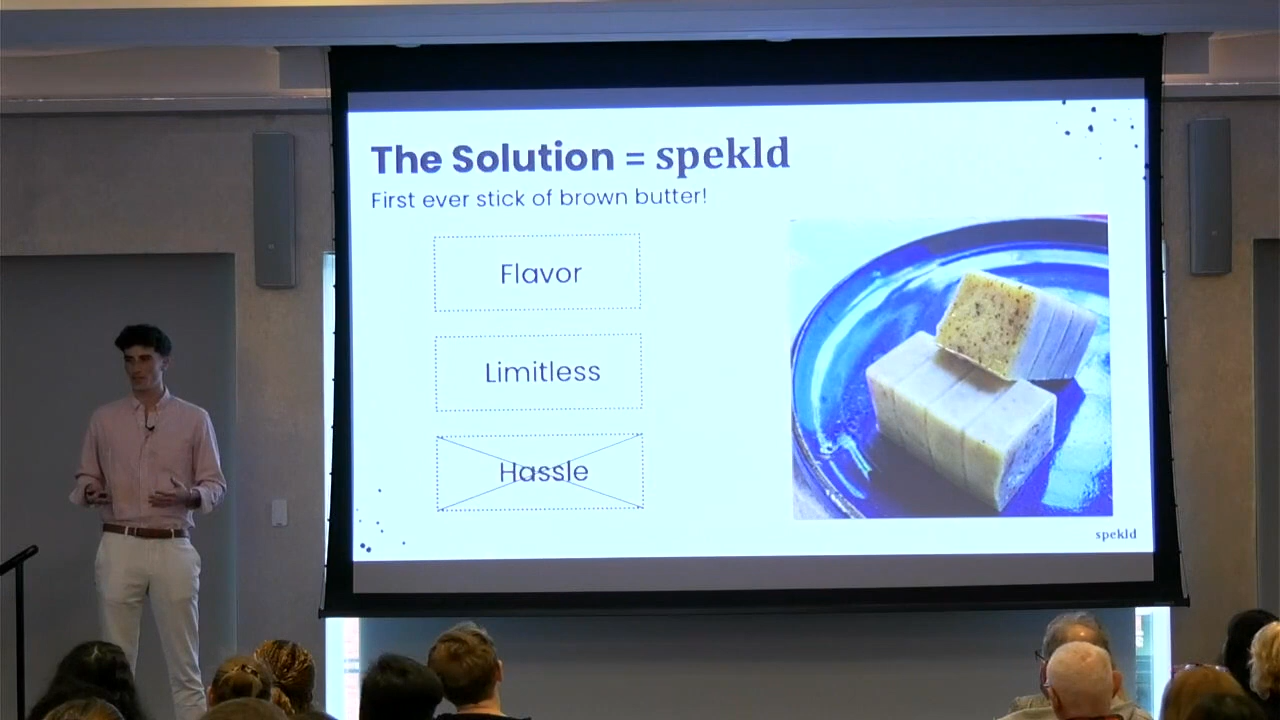 The Solution = spekld
First ever stick of brown butter!
Flavor
Limitless
Hassle
spekld